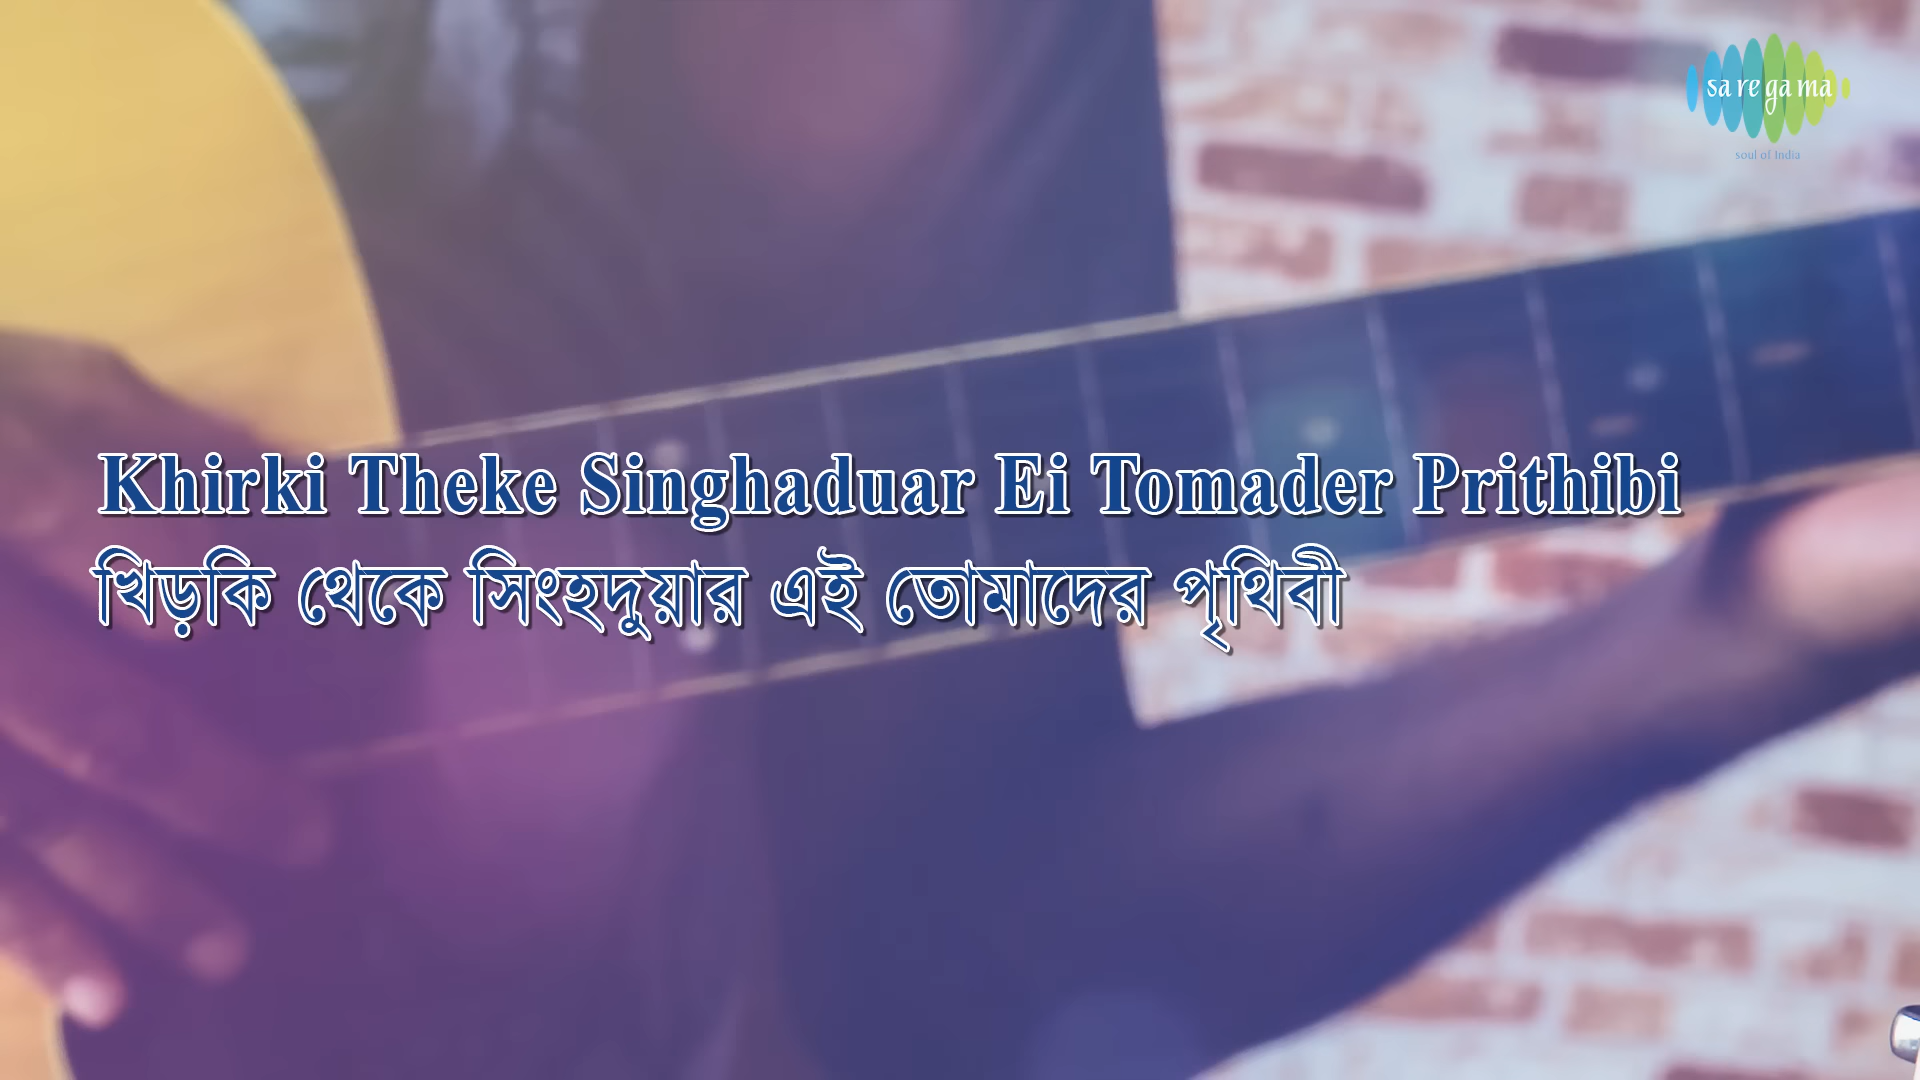 sa re ga ma
soul of India
Khirki Theke Singhaduar Ei Tomader Prithibi
খিড়কি থেকে সিংহদুয়ার এই তোমাদের পৃথিবী